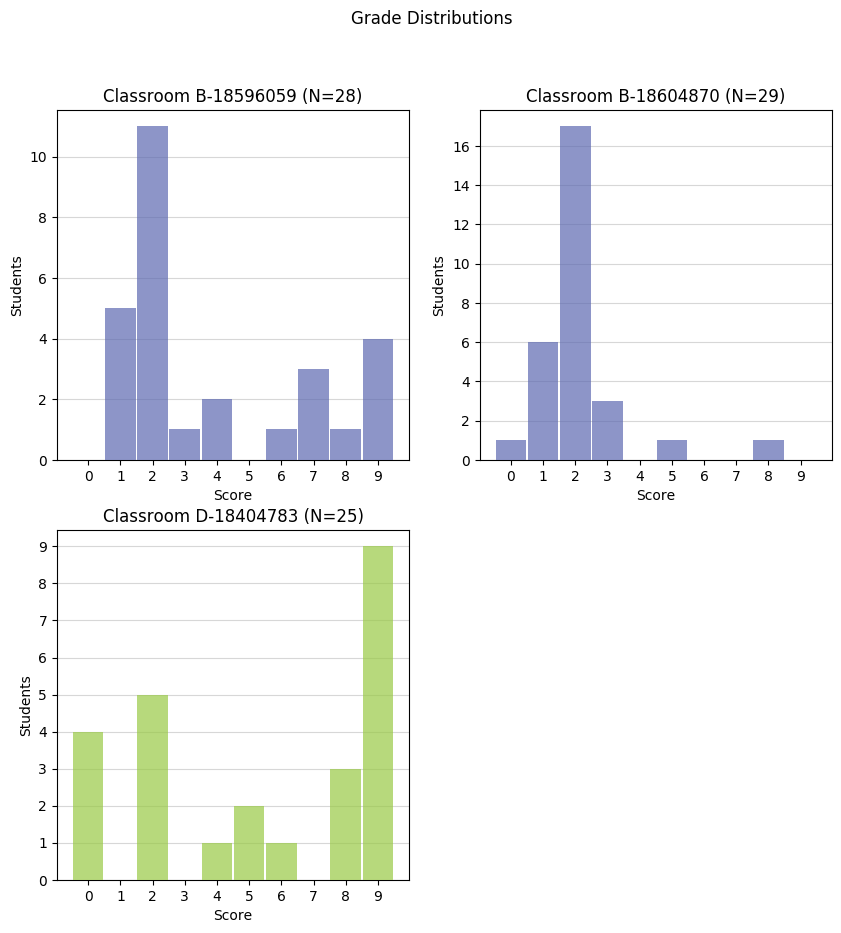 Grade Distributions
Classroom B-18596059 (N=28)
10
8
6
4
2
0
Students
0 1 2 3 4 5 6 7 8 9
Score
Classroom B-18604870 (N=29)
16
14
12
10
8
6
4
2
0
Students
0 1 2 3 4 5 6 7 8 9
Score
Classroom D-18404783 (N=25)
9
8
7
6
5
4
3
2
1
0
Students
0 1 2 3 4 5 6 7 8 9
Score